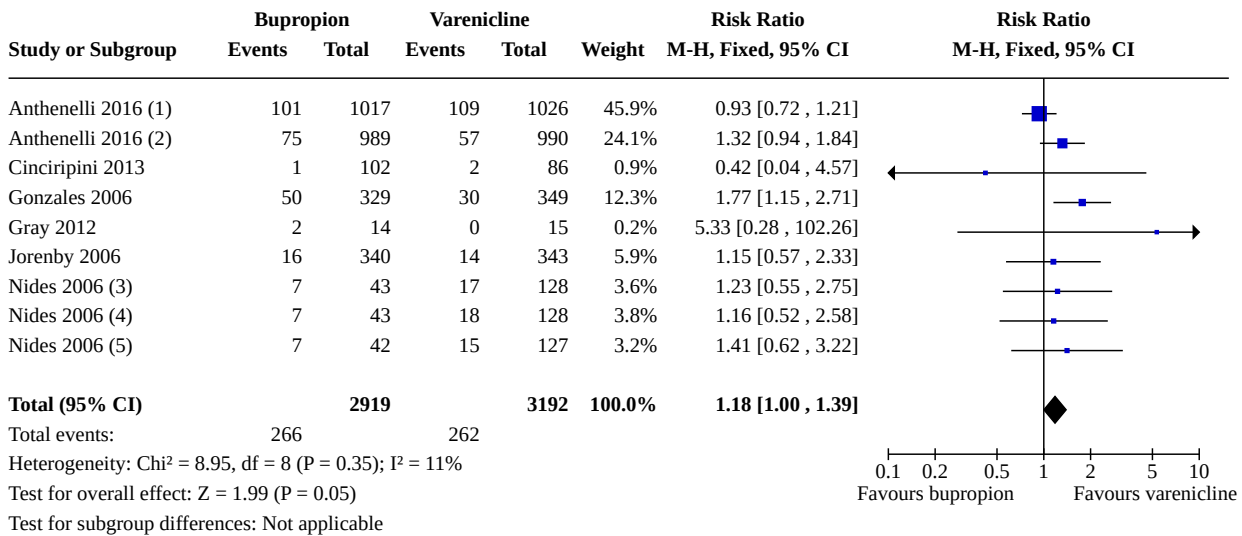 Bupropion Varenicline Risk Ratio Risk Ratio
Study or Subgroup Events Total Events Total Weight M-H, Fixed, 95% CI M-H, Fixed, 95% CI
Anthenelli 2016 (1) 101 1017 109 1026 45.9% 0.93 [0.72 , 1.21]
Anthenelli 2016 (2) 75 989 57 990 24.1% 1.32 [0.94 , 1.84]
Cinciripini 2013 1 102 2 86 0.9% 0.42 [0.04 , 4.57]
Gonzales 2006 50 329 30 349 12.3% 1.77 [1.15 , 2.71]
Gray 2012 2 14 0 15 0.2% 5.33 [0.28 , 102.26]
Jorenby 2006 16 340 14 343 5.9% 1.15 [0.57 , 2.33]
Nides 2006 (3) 7 43 17 128 3.6% 1.23 [0.55 , 2.75]
Nides 2006 (4) 7 43 18 128 3.8% 1.16 [0.52 , 2.58]
Nides 2006 (5) 7 42 15 127 3.2% 1.41 [0.62 , 3.22]
Total (95% CI) 2919 3192 100.0% 1.18 [1.00 , 1.39]
Total events: 266 262
Heterogeneity: Chi² = 8.95, df = 8 (P = 0.35); I² = 11%
0.1 0.2 0.5 1 2 5 10
Test for overall effect: Z = 1.99 (P = 0.05)
Favours bupropion Favours varenicline
Test for subgroup differences: Not applicable